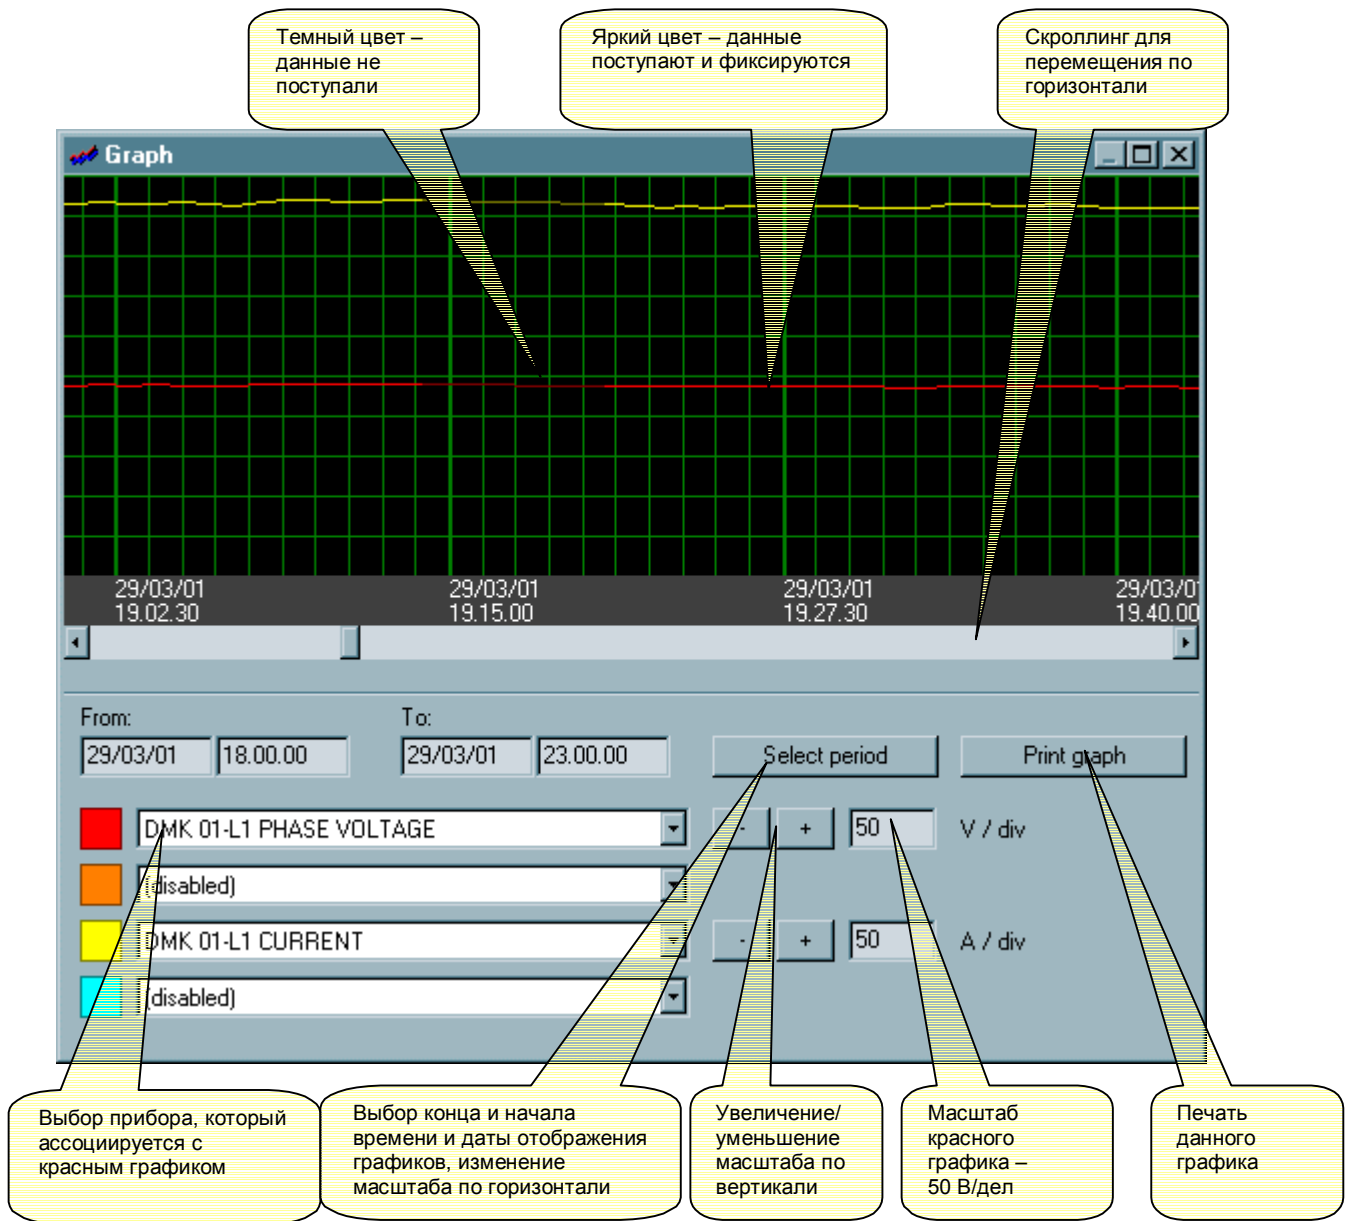 Темный цвет –
данные не
поступали
Яркий цвет – данные
поступают и фиксируются
Скроллинг для
перемещения по
горизонтали
Graph
29/03/01
19.02.30
29/03/01
19.15.00
29/03/01
19.27.30
29/03/0
19.40.00
From:
To:
29/03/01
18.00.00
29/03/01
23.00.00
Select period
Print graph
DMK 01-L1 PHASE VOLTAGE
-
+
50
V / div
(disabled)
DMK 01-L1 CURRENT
-
+
50
A / div
(disabled)
Выбор прибора, который
ассоциируется с
красным графиком
Выбор конца и начала
времени и даты отображения
графиков, изменение
масштаба по горизонтали
Увеличение/
уменьшение
масштаба по
вертикали
Масштаб
красного
графика –
50 В/дел
Печать
данного
графика